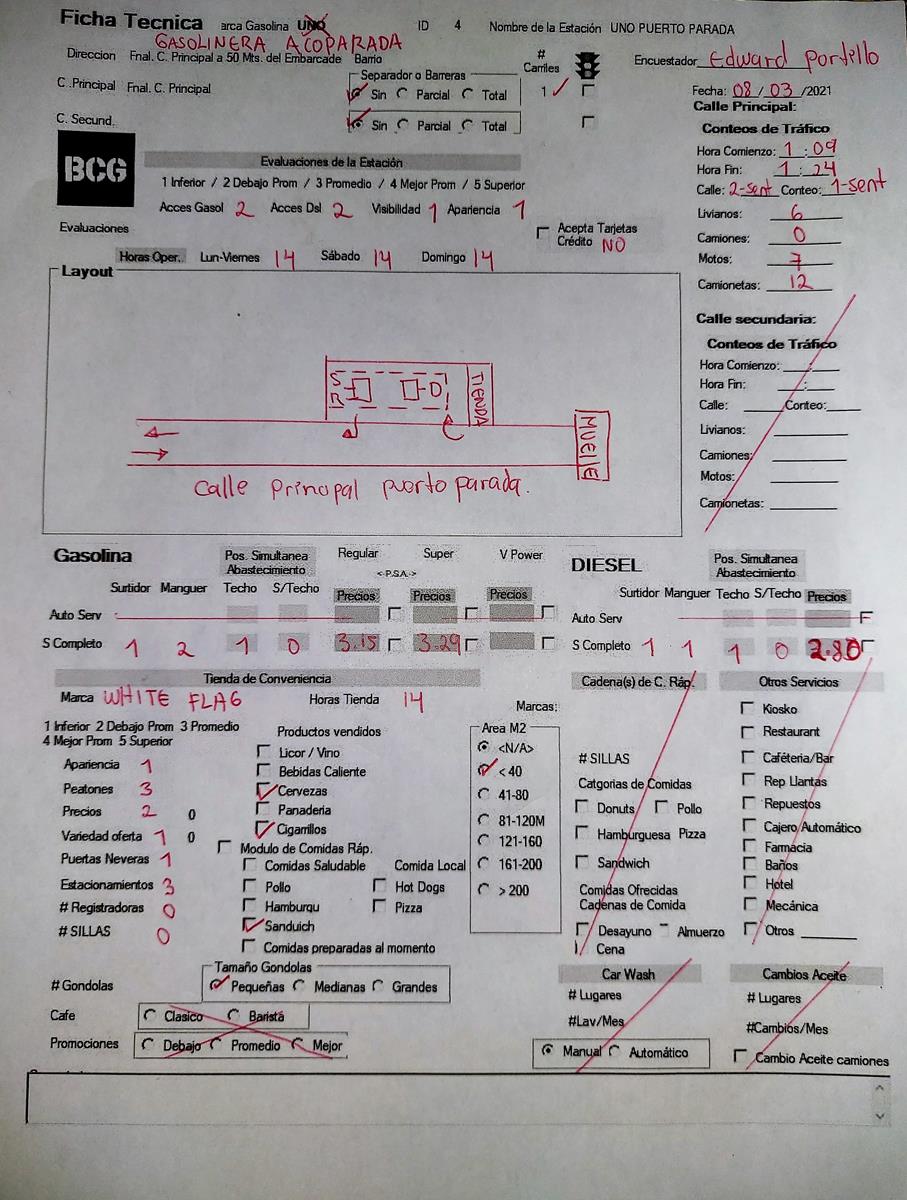 Ficha Tecnica arca Gasolina UNO ID 4 Nombre de la Estación UNO PUERTO PARADA
GASOLINERA ACOPARADA
Direccion Fnal. C. Principal a 50 Mts. del Embarcade Barrio # Carriles Encuestador Edward Portillo
Separador o Barreras
C .Principal Fnal. C. Principal Sin Parcial Total 1 Fecha: 08/03/2021
Calle Principal:
C. Secund. Sin Parcial Total
Conteos de Tráfico
BCG
Evaluaciones de la Estación
Hora Comienzo: 1:09
Hora Fin: 1:24
1 Inferior / 2 Debajo Prom / 3 Promedio / 4 Mejor Prom / 5 Superior
Calle: 2-sent Conteo: 1-sent
Acces Gasol 2 Acces Dsl 2 Visibilidad 1 Apariencia 1
Livianos: 6
Evaluaciones
Acepta Tarjetas
Crédito NO
Camiones: 0
Motos: 7
Horas Oper. Lun-Viernes 14 Sábado 14 Domingo 14
Camionetas: 12
Layout
Calle secundaria:
Conteos de Tráfico
Hora Comienzo: :
Hora Fin: :
Calle: Conteo:
Livianos:
Camiones:
Motos:
Camionetas:
S
R
D
TIENDA
MUELLE
Calle principal puerto parada.
Gasolina Pos. Simultanea Abastecimiento Regular Super V Power
<-P.S.A.->
Surtidor Manguer Techo S/Techo Precios Precios Precios
Auto Serv
S Completo 1 2 1 0 3.15 3.29
DIESEL Pos. Simultanea Abastecimiento
Surtidor Manguer Techo S/Techo Precios
Auto Serv
S Completo 1 1 1 0 2.80
Tienda de Conveniencia
Marca WHITE FLAG Horas Tienda 14 Marcas:
1 Inferior 2 Debajo Prom 3 Promedio
4 Mejor Prom 5 Superior
Apariencia 1
Peatones 3
Precios 2 0
Variedad oferta 1 0
Puertas Neveras 1
Estacionamientos 3
# Registradoras 0
# SILLAS 0
Productos vendidos
Licor / Vino
Bebidas Caliente
Cervezas
Panaderia
Cigarrillos
Modulo de Comidas Ráp.
Comidas Saludable Comida Local
Pollo Hot Dogs
Hamburqu Pizza
Sanduich
Comidas preparadas al momento
Area M2
<N/A>
< 40
41-80
81-120M
121-160
161-200
> 200
Cadena(s) de C. Ráp.
# SILLAS
Catgorias de Comidas
Donuts Pollo
Hamburguesa Pizza
Sandwich
Comidas Ofrecidas
Cadenas de Comida
Desayuno Almuerzo
Cena
Otros Servicios
Kiosko
Restaurant
Caféteria/Bar
Rep Llantas
Repuestos
Cajero Automático
Farmacia
Baños
Hotel
Mecánica
Otros
# Gondolas Tamaño Gondolas
Pequeñas Medianas Grandes
Cafe Clasico Barista
Promociones Debajo Promedio Mejor
Car Wash
# Lugares
#Lav/Mes
Manual Automático
Cambios Aceite
# Lugares
#Cambios/Mes
Cambio Aceite camiones